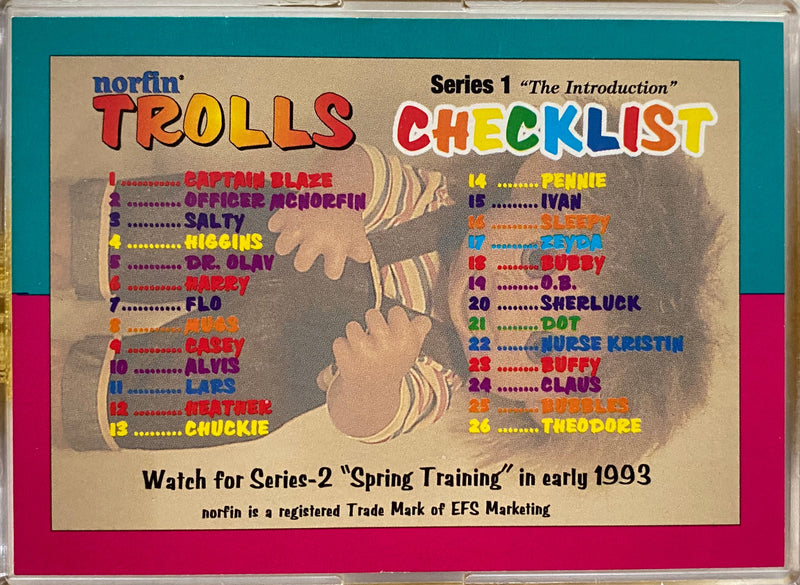 norfin®
TROLLS
Series 1 "The Introduction"
CHECKLIST
1 ............ CAPTAIN BLAZE
2 ........... OFFICER MCNORFIN
3 ........... SALTY
4 .......... HIGGINS
5 ........... DR. OLAV
6 ........... HARRY
7 ........... FLO
8 ........... MUGS
9 ........... CASEY
10 .......... ALVIS
11 .......... LARS
12 .......... HEATHER
13 ......... CHUCKIE
14 ........ PENNIE
15 ......... IVAN
16 ........ SLEEPY
17 ......... ZEYDA
18 ........ BUBBY
19 ........ O.B.
20 ........ SHERLUCK
21 ........ DOT
22 ........ NURSE KRISTIN
23 ........ BUFFY
24 ........ CLAUS
25 ........ BUBBLES
26 ........ THEODORE
Watch for Series-2 "Spring Training" in early 1993
norfin is a registered Trade Mark of EFS Marketing